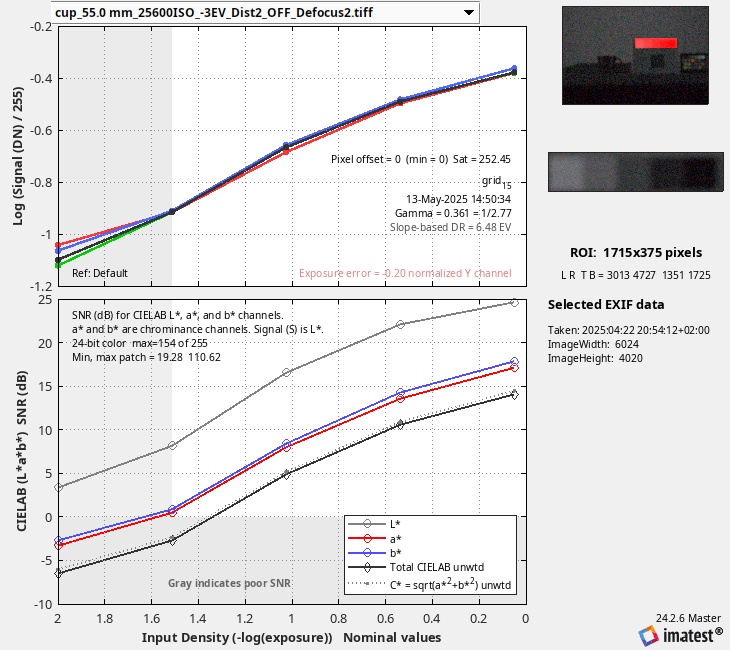 cup_55.0 mm_25600ISO_-3EV_Dist2_OFF_Defocus2.tiff
-0.2
-0.4
-0.6
-0.8
-1
-1.2
Log (Signal (DN) / 255)
Pixel offset = 0 (min = 0) Sat = 252.45
grid_15
13-May-2025 14:50:34
Gamma = 0.361 = 1/2.77
Slope-based DR = 6.48 EV
Ref: Default
Exposure error = -0.20 normalized Y channel
25
20
15
10
5
0
-5
-10
CIELAB (L*a*b*) SNR (dB)
SNR (dB) for CIELAB L*, a*, and b* channels.
a* and b* are chrominance channels. Signal (S) is L*.
24-bit color max=154 of 255
Min, max patch = 19.28 110.62
L*
a*
b*
Total CIELAB unwtd
C* = sqrt(a*²+b*²) unwtd
Gray indicates poor SNR
2
1.8
1.6
1.4
1.2
1
0.8
0.6
0.4
0.2
0
Input Density (-log(exposure)) Nominal values
ROI: 1715x375 pixels
L R T B = 3013 4727 1351 1725
Selected EXIF data
Taken: 2025:04:22 20:54:12+02:00
ImageWidth: 6024
ImageHeight: 4020
24.2.6 Master
imatest®